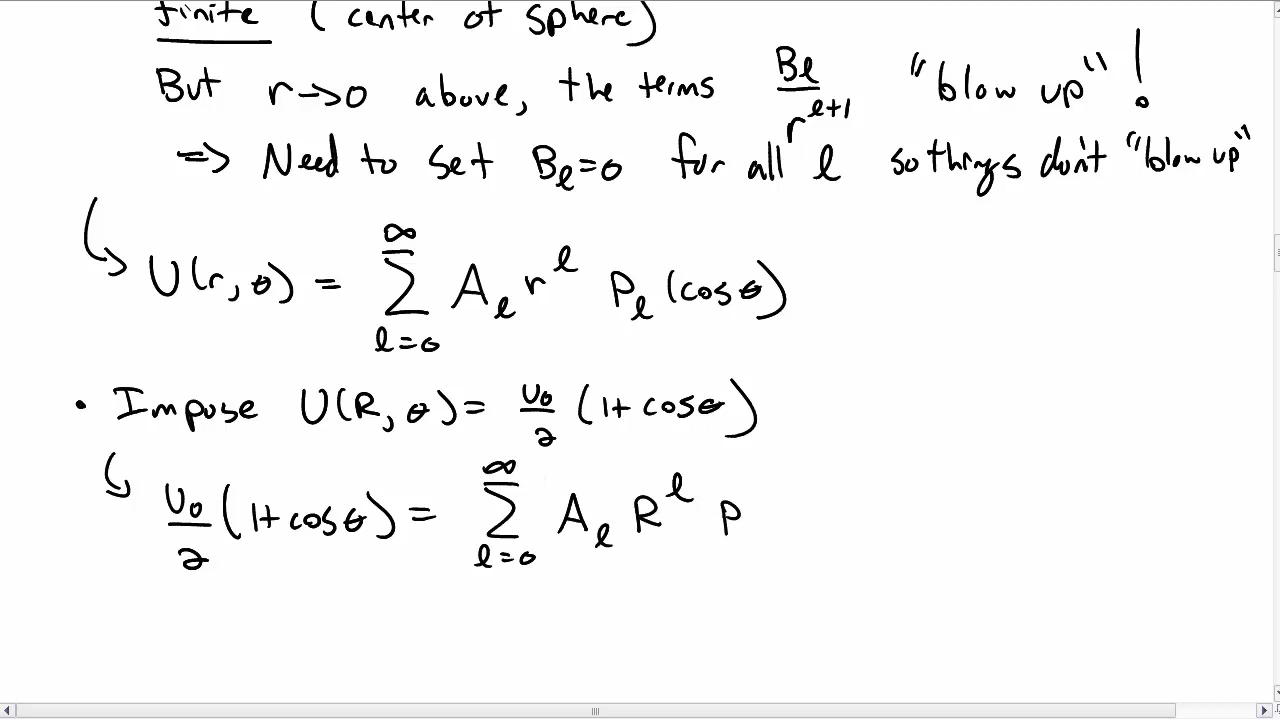 finite (center of sphere)
But r→0 above, the terms Bℓ/r^(ℓ+1) "blow up"!
=> Need to set Bℓ=0 for all ℓ so things don't "blow up"
↳ U(r,θ) = ∑_{ℓ=0}^{∞} Aℓ r^ℓ Pℓ(cosθ)
• Impose U(R,θ) = U₀/2 (1+cosθ)
↳ U₀/2 (1+cosθ) = ∑_{ℓ=0}^{∞} Aℓ R^ℓ P